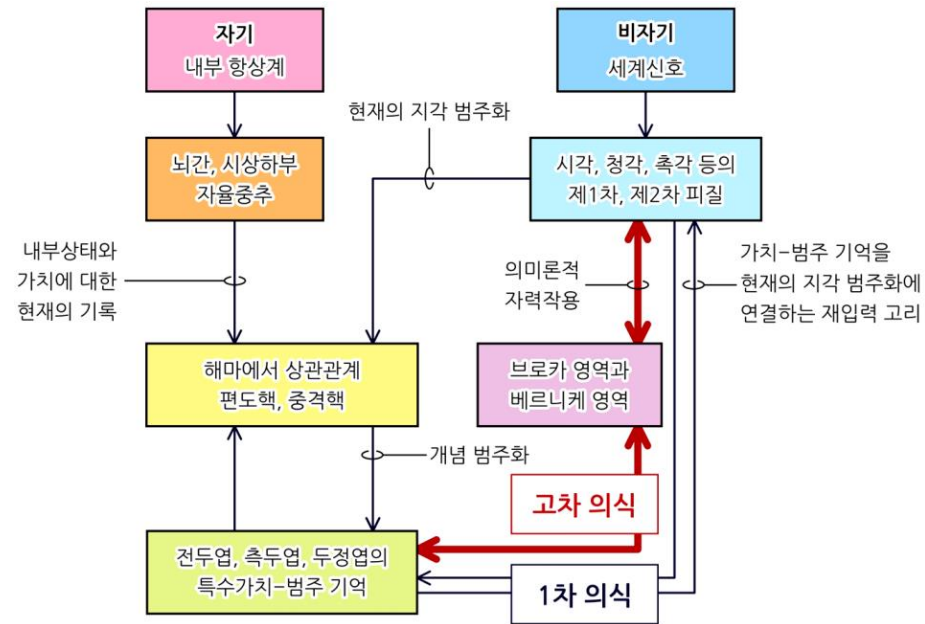 자기
내부 항상계
비자기
세계신호
현재의 지각 범주화
뇌간, 시상하부
자율중추
시각, 청각, 촉각 등의
제1차, 제2차 피질
내부상태와
가치에 대한
현재의 기록
의미론적
자력작용
가치-범주 기억을
현재의 지각 범주화에
연결하는 재입력 고리
해마에서 상관관계
편도핵, 중격핵
브로카 영역과
베르니케 영역
개념 범주화
고차 의식
전두엽, 측두엽, 두정엽의
특수가치-범주 기억
1차 의식